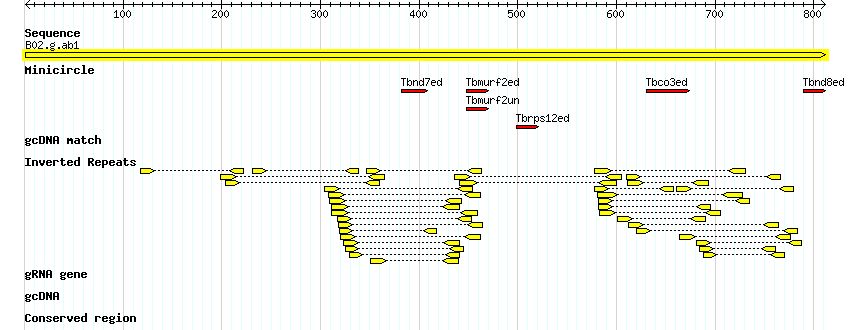 100 200 300 400 500 600 700 800
Sequence
B02.g.ab1
Minicircle
Tbnd7ed Tbmurf2ed Tbco3ed Tbnd8ed
Tbmurf2un
Tbrps12ed
gcDNA match
Inverted Repeats
gRNA gene
gcDNA
Conserved region